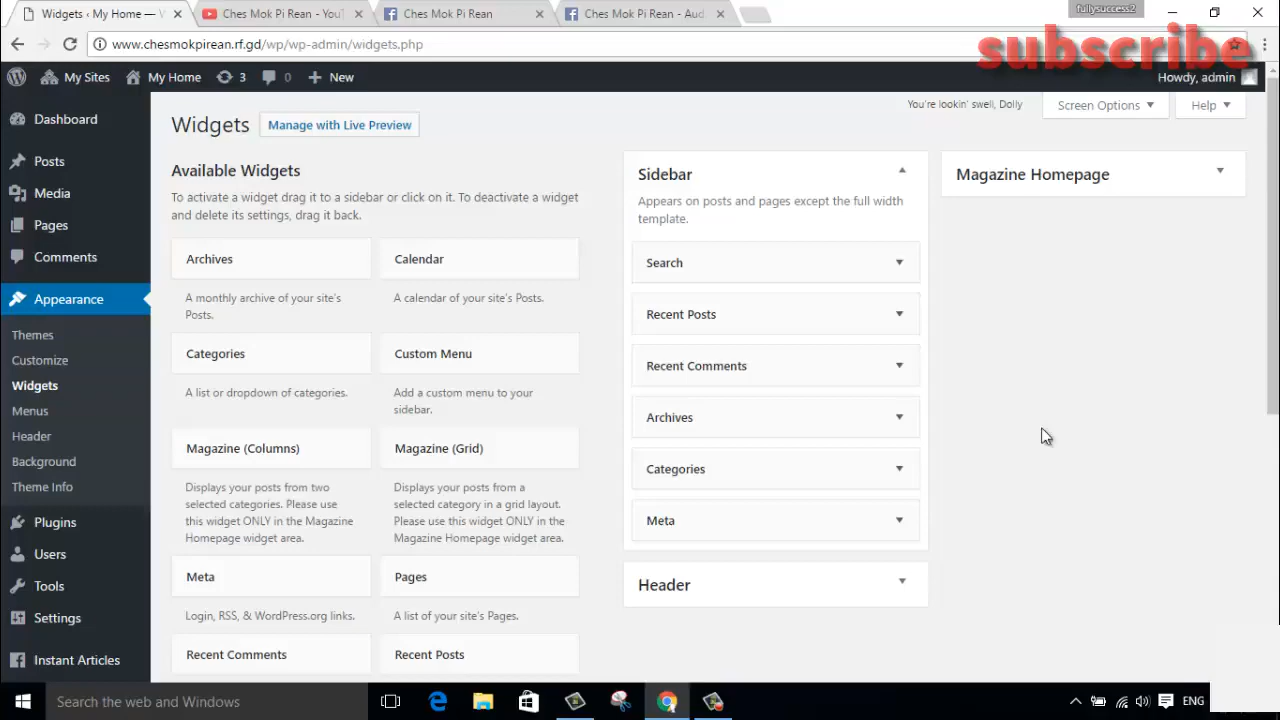 Widgets ‹ My Home — W
Ches Mok Pi Rean - YouT
Ches Mok Pi Rean
Ches Mok Pi Rean - Aud
fullysuccess2
www.chesmokpirean.rf.gd/wp/wp-admin/widgets.php
subscribe
My Sites
My Home
3
0
New
Howdy, admin
Dashboard
Posts
Media
Pages
Comments
Appearance
Themes
Customize
Widgets
Menus
Header
Background
Theme Info
Plugins
Users
Tools
Settings
Instant Articles
You're lookin' swell, Dolly
Screen Options
Help
Widgets
Manage with Live Preview
Available Widgets
To activate a widget drag it to a sidebar or click on it. To deactivate a widget
and delete its settings, drag it back.
Archives
A monthly archive of your site's
Posts.
Calendar
A calendar of your site's Posts.
Categories
A list or dropdown of categories.
Custom Menu
Add a custom menu to your
sidebar.
Magazine (Columns)
Displays your posts from two
selected categories. Please use
this widget ONLY in the Magazine
Homepage widget area.
Magazine (Grid)
Displays your posts from a
selected category in a grid layout.
Please use this widget ONLY in the
Magazine Homepage widget area.
Meta
Login, RSS, & WordPress.org links.
Pages
A list of your site's Pages.
Recent Comments
Recent Posts
Sidebar
Appears on posts and pages except the full width
template.
Search
Recent Posts
Recent Comments
Archives
Categories
Meta
Header
Magazine Homepage
Search the web and Windows
ENG